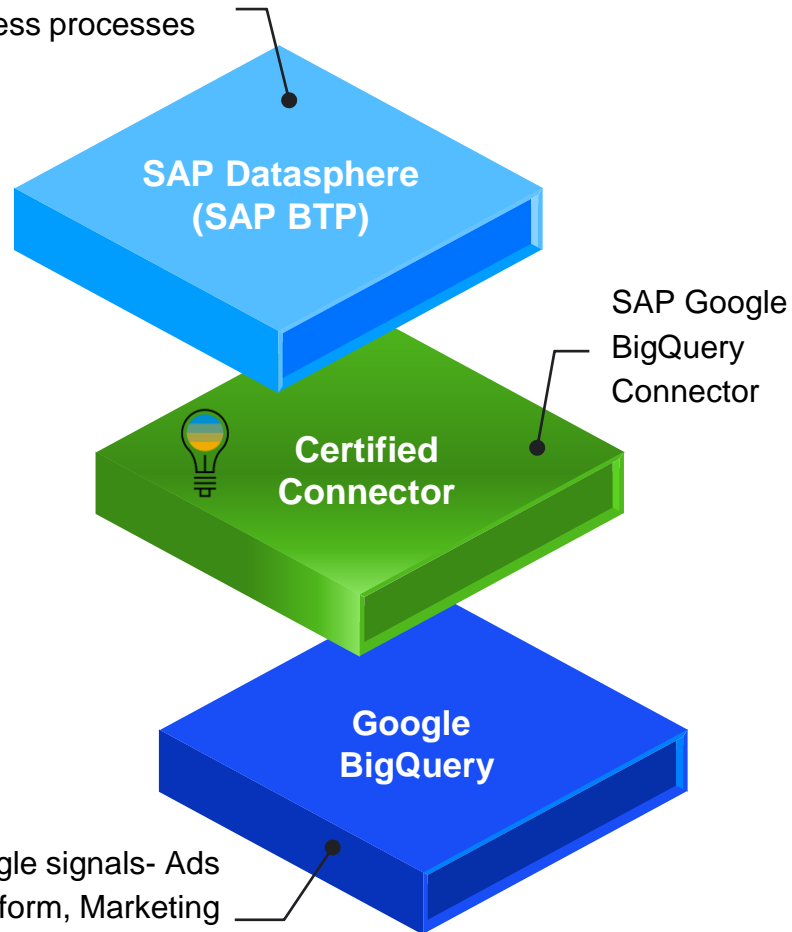 ess processes
SAP Datasphere
(SAP BTP)
SAP Google
BigQuery
Connector
Certified
Connector
Google
BigQuery
gle signals- Ads
form, Marketing